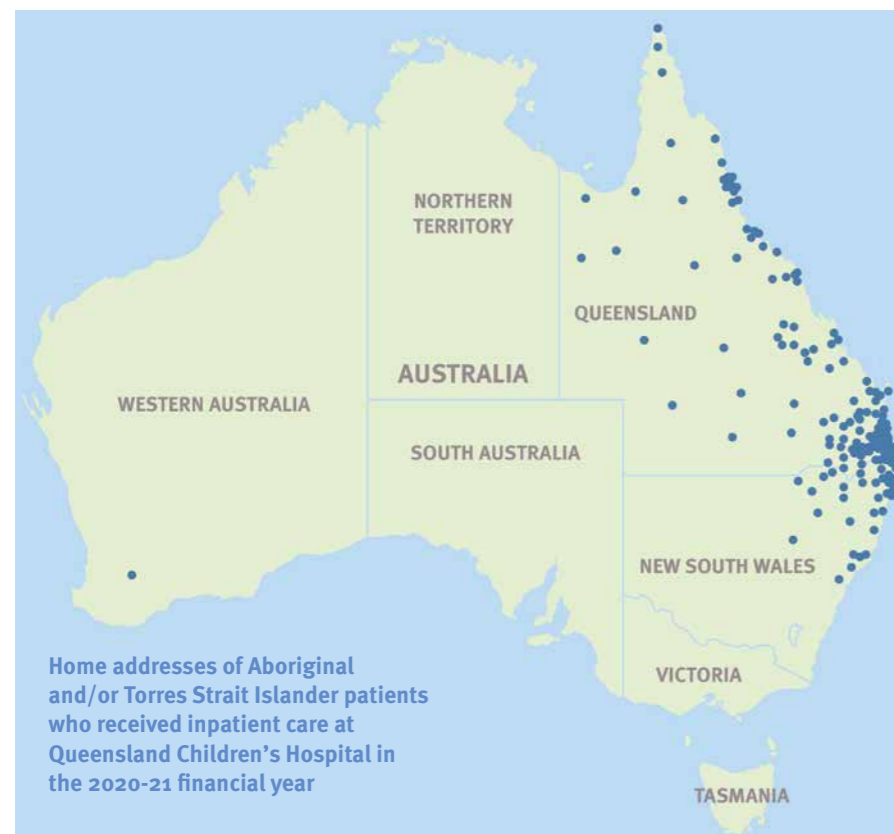 NORTHERN
TERRITORY
QUEENSLAND
AUSTRALIA
WESTERN AUSTRALIA
SOUTH AUSTRALIA
NEW SOUTH WALES
VICTORIA
TASMANIA
Home addresses of Aboriginal
and/or Torres Strait Islander patients
who received inpatient care at
Queensland Children’s Hospital in
the 2020-21 financial year